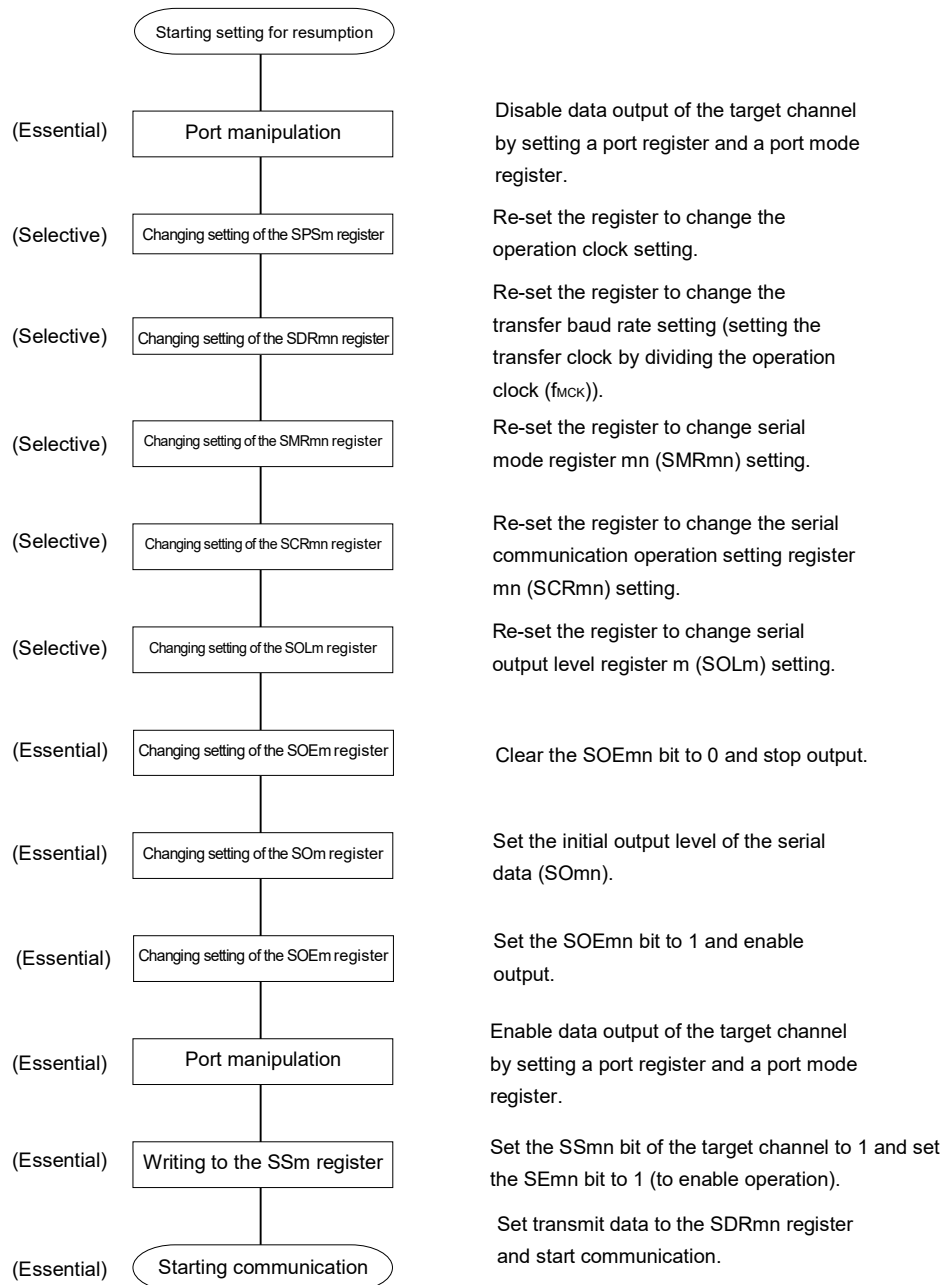 Starting setting for resumption
(Essential)
Port manipulation
Disable data output of the target channel
by setting a port register and a port mode
register.
(Selective)
Changing setting of the SPSm register
Re-set the register to change the
operation clock setting.
(Selective)
Changing setting of the SDRmn register
Re-set the register to change the
transfer baud rate setting (setting the
transfer clock by dividing the operation
clock (fMCK)).
(Selective)
Changing setting of the SMRmn register
Re-set the register to change serial
mode register mn (SMRmn) setting.
(Selective)
Changing setting of the SCRmn register
Re-set the register to change the serial
communication operation setting register
mn (SCRmn) setting.
(Selective)
Changing setting of the SOLm register
Re-set the register to change serial
output level register m (SOLm) setting.
(Essential)
Changing setting of the SOEm register
Clear the SOEmn bit to 0 and stop output.
(Essential)
Changing setting of the SOm register
Set the initial output level of the serial
data (SOmn).
(Essential)
Changing setting of the SOEm register
Set the SOEmn bit to 1 and enable
output.
(Essential)
Port manipulation
Enable data output of the target channel
by setting a port register and a port mode
register.
(Essential)
Writing to the SSm register
Set the SSmn bit of the target channel to 1 and set
the SEmn bit to 1 (to enable operation).
(Essential)
Starting communication
Set transmit data to the SDRmn register
and start communication.